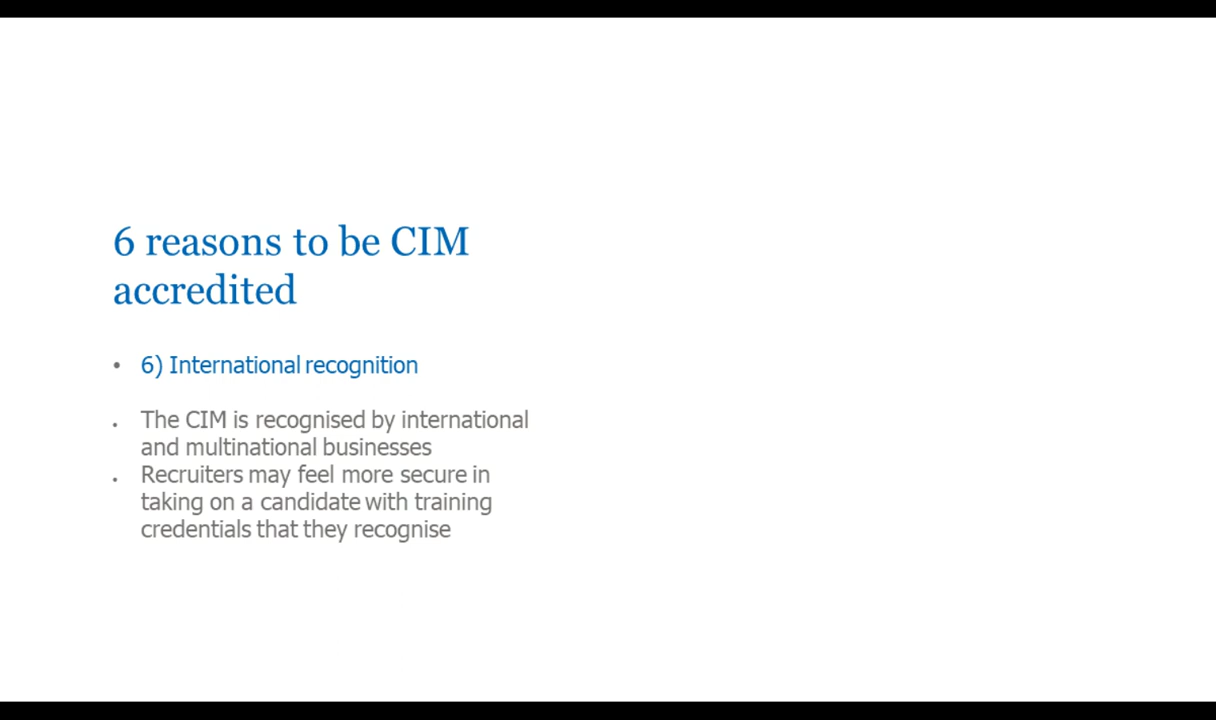 6 reasons to be CIM
accredited
• 6) International recognition
• The CIM is recognised by international
and multinational businesses
• Recruiters may feel more secure in
taking on a candidate with training
credentials that they recognise